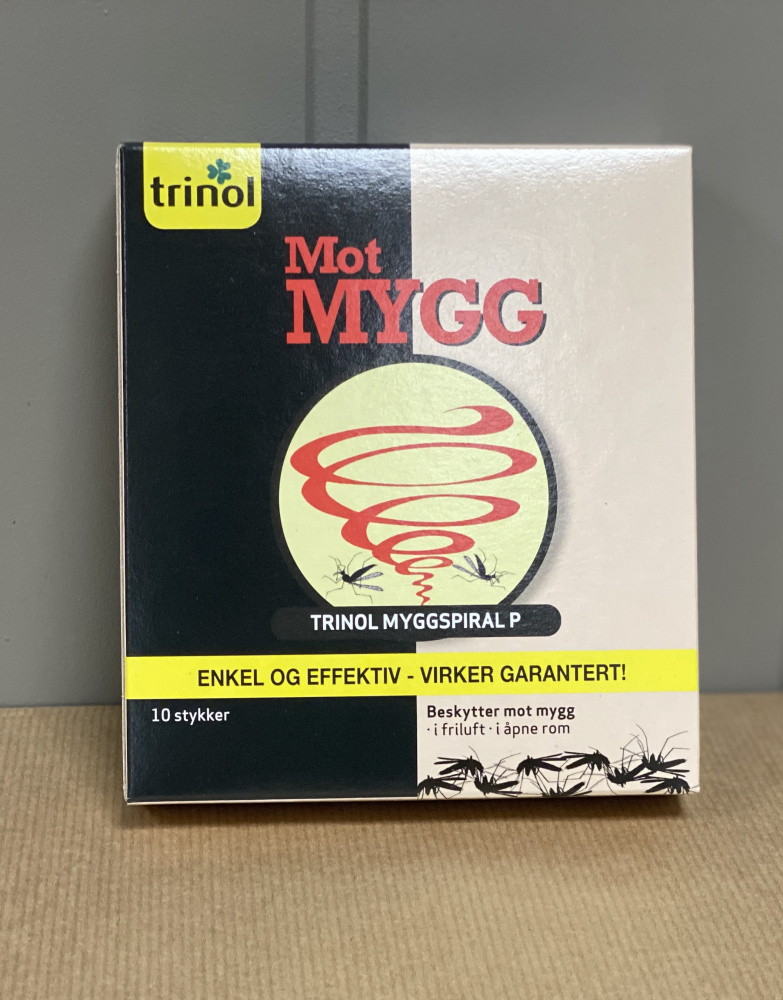 trinol
Mot
MYGG
TRINOL MYGGSPIRAL P
ENKEL OG EFFEKTIV - VIRKER GARANTERT!
10 stykker
Beskytter mot mygg
· i friluft · i åpne rom